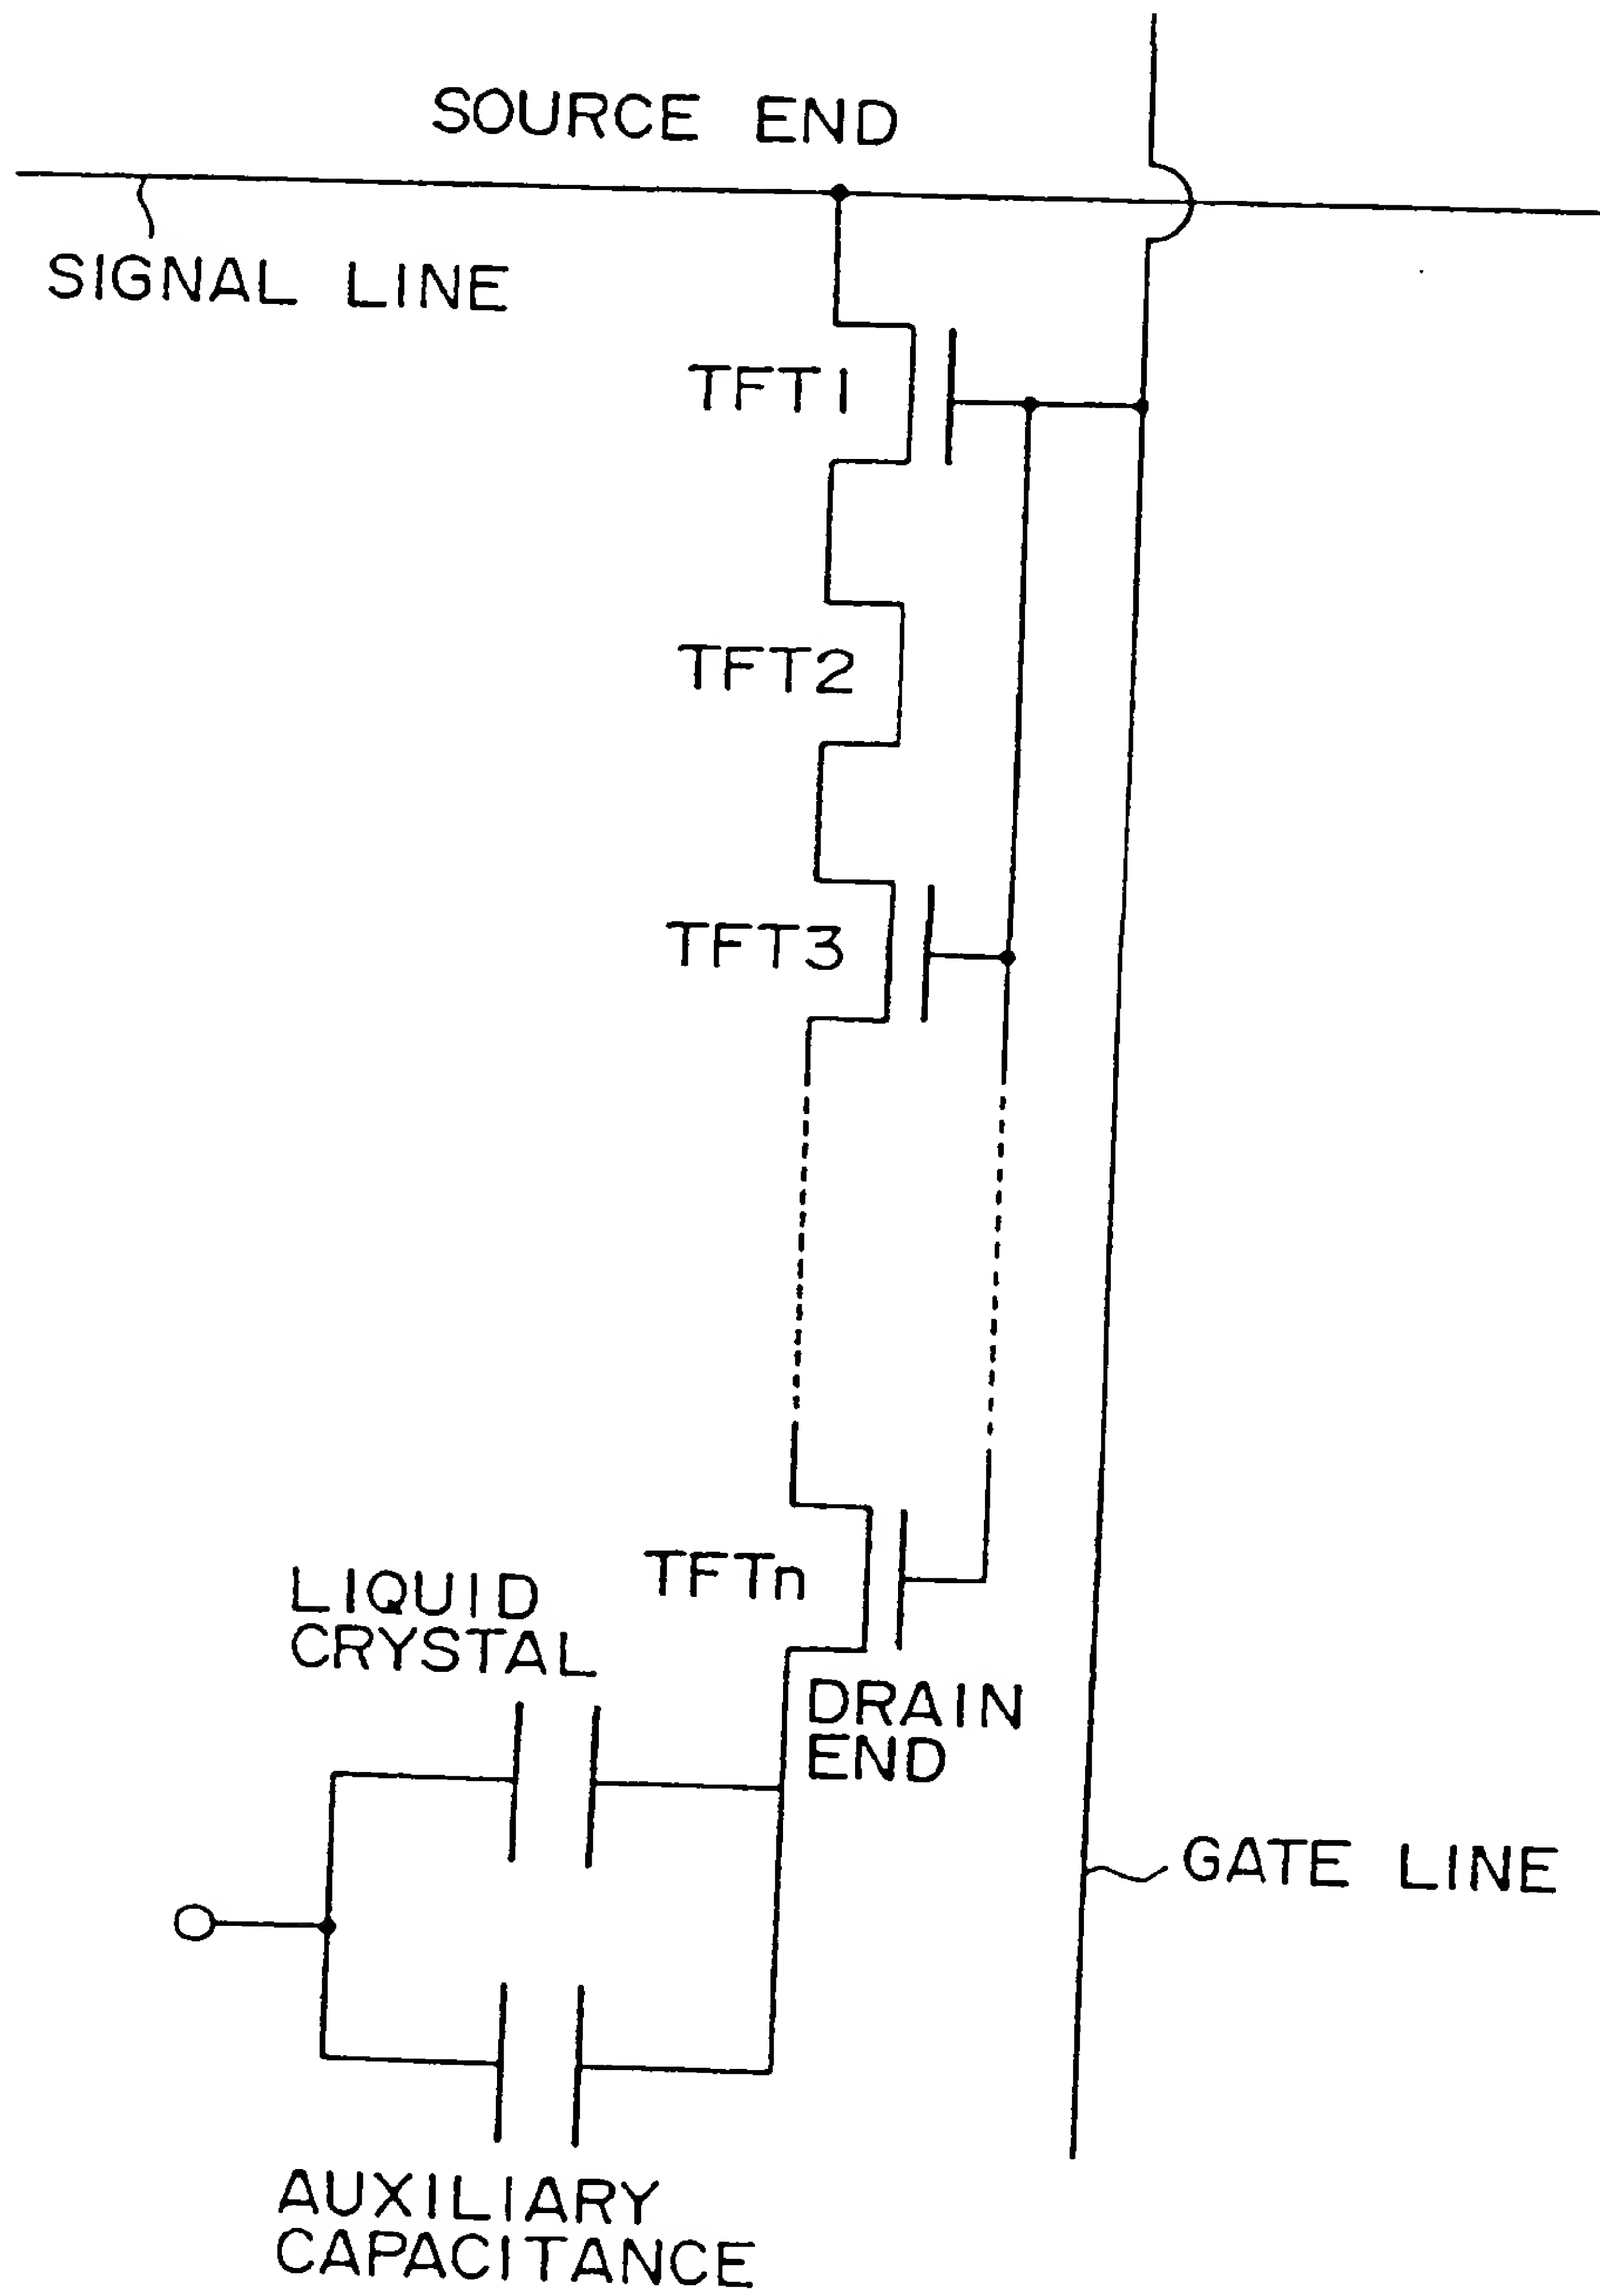 SOURCE END
SIGNAL LINE
TFT1
TFT2
TFT3
TFTn
LIQUID
CRYSTAL
DRAIN
END
GATE LINE
AUXILIARY
CAPACITANCE